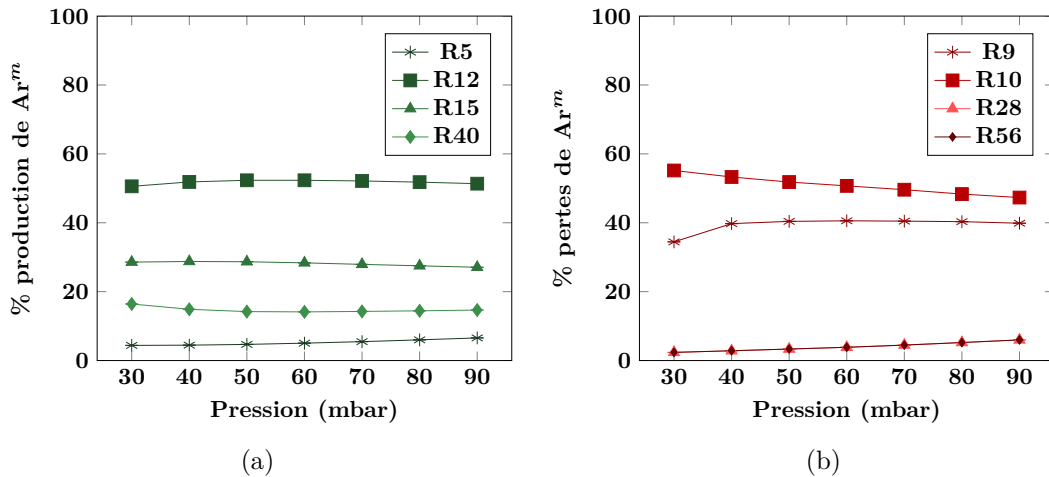 100
80
60
40
20
0
% production de Ar^m
R5
R12
R15
R40
30 40 50 60 70 80 90
Pression (mbar)
(a)
100
80
60
40
20
0
% pertes de Ar^m
R9
R10
R28
R56
30 40 50 60 70 80 90
Pression (mbar)
(b)